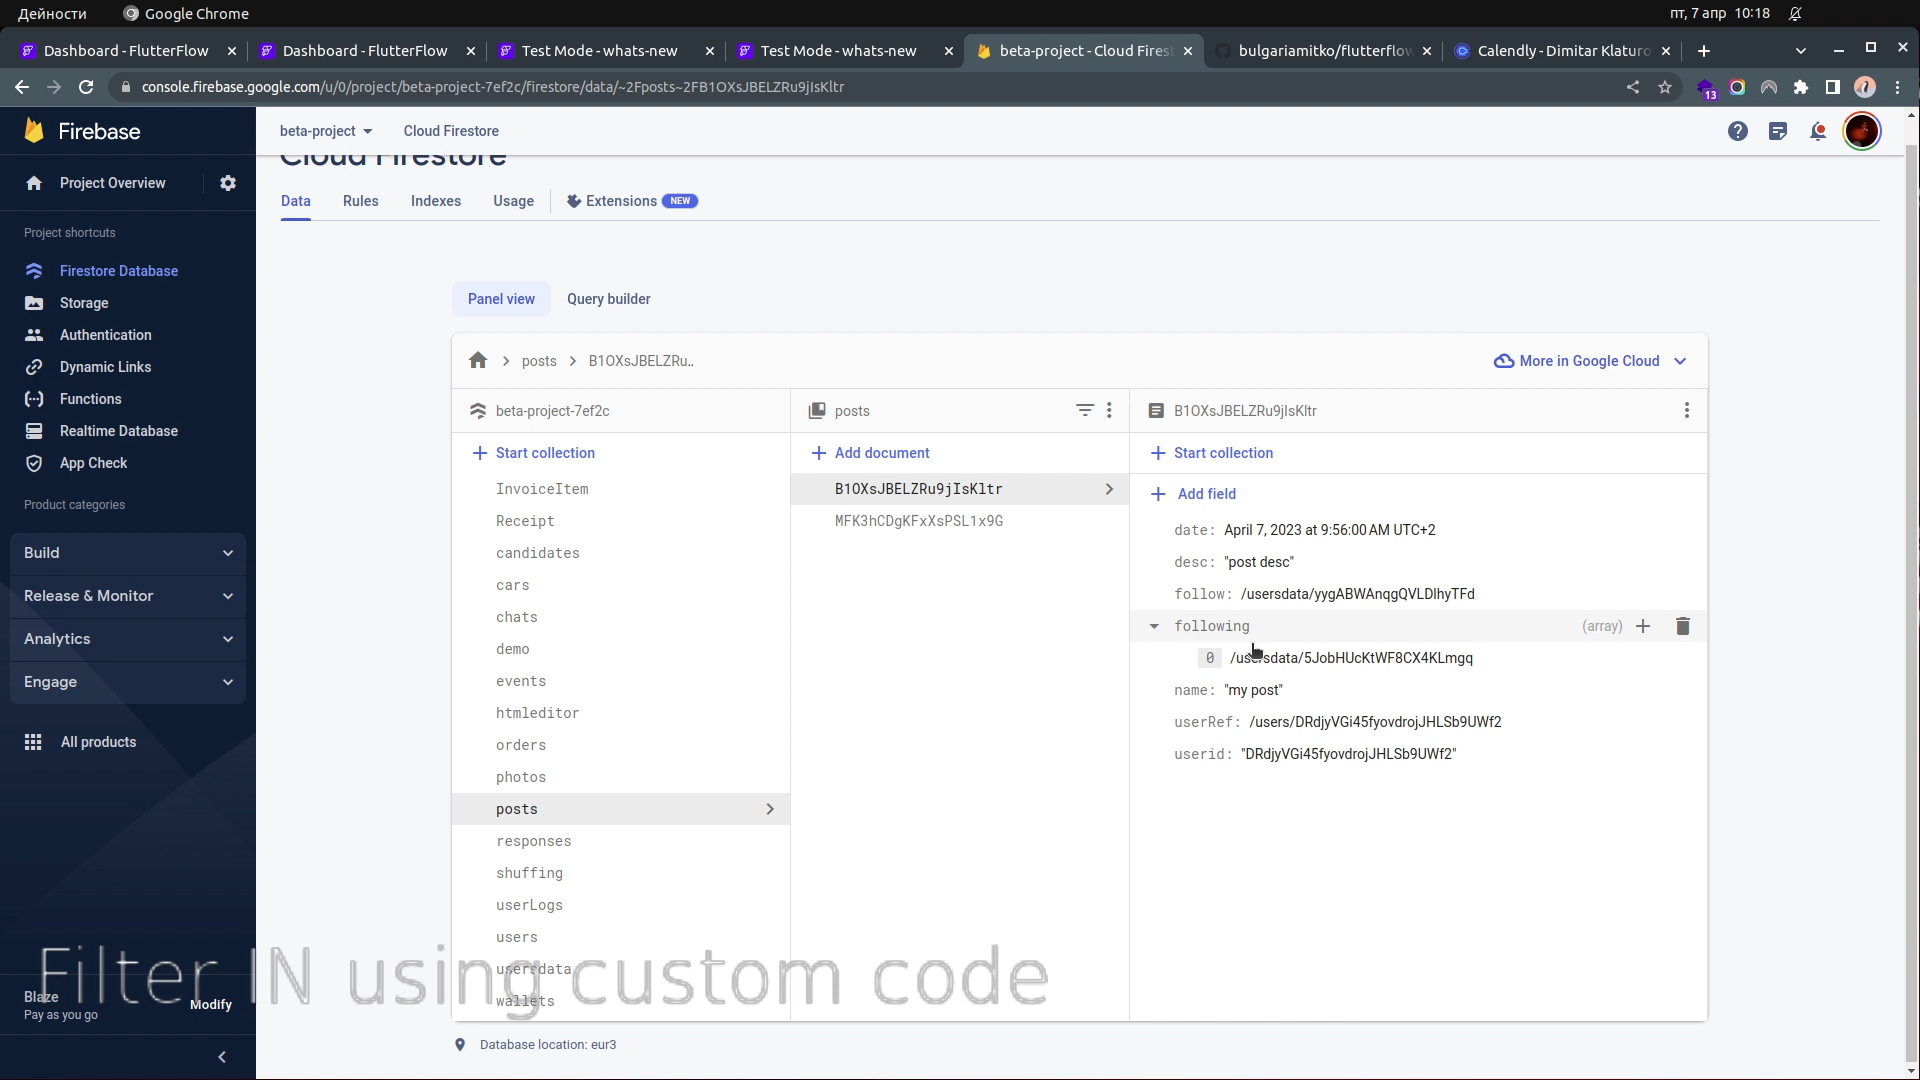 Дейности
Google Chrome
пт, 7 апр 10:18
Dashboard - FlutterFlow
Dashboard - FlutterFlow
Test Mode - whats-new
Test Mode - whats-new
beta-project - Cloud Firest
bulgariamitko/flutterflow
Calendly - Dimitar Klaturo
console.firebase.google.com/u/0/project/beta-project-7ef2c/firestore/data/~2Fposts~2FB1OXsJBELZRu9jIsKltr
13
Firebase
beta-project
Cloud Firestore
Cloud Firestore
Project Overview
Data
Rules
Indexes
Usage
Extensions
NEW
Project shortcuts
Firestore Database
Storage
Authentication
Dynamic Links
Functions
Realtime Database
App Check
Product categories
Build
Release & Monitor
Analytics
Engage
All products
Blaze
Pay as you go
Modify
Panel view
Query builder
posts
B1OXsJBELZRu..
More in Google Cloud
beta-project-7ef2c
Start collection
InvoiceItem
Receipt
candidates
cars
chats
demo
events
htmleditor
orders
photos
posts
responses
shuffing
userLogs
users
usersdata
wallets
posts
Add document
B1OXsJBELZRu9jIsKltr
MFK3hCDgKFxXsPSL1x9G
B1OXsJBELZRu9jIsKltr
Start collection
Add field
date: April 7, 2023 at 9:56:00 AM UTC+2
desc: "post desc"
follow: /usersdata/yygABWAnqgQVLDlhyTFd
following
(array)
0 /usersdata/5JobHUcKtWF8CX4KLmgq
name: "my post"
userRef: /users/DRdjyVGi45fyovdrojJHLSb9UWf2
userid: "DRdjyVGi45fyovdrojJHLSb9UWf2"
Filter IN using custom code
Database location: eur3